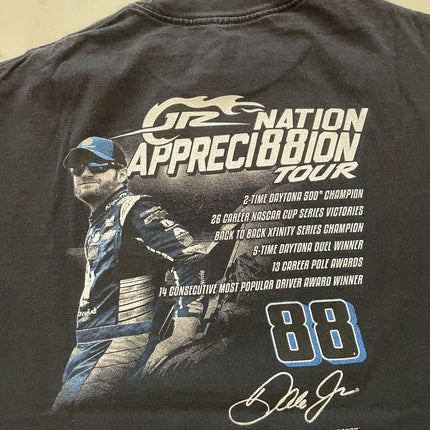 JR NATION
APPRECI88ION
TOUR
2-TIME DAYTONA 500® CHAMPION
26 CAREER NASCAR CUP SERIES VICTORIES
BACK TO BACK XFINITY SERIES CHAMPION
5-TIME DAYTONA DUEL WINNER
13 CAREER POLE AWARDS
14 CONSECUTIVE MOST POPULAR DRIVER AWARD WINNER
88
Dale Jr.